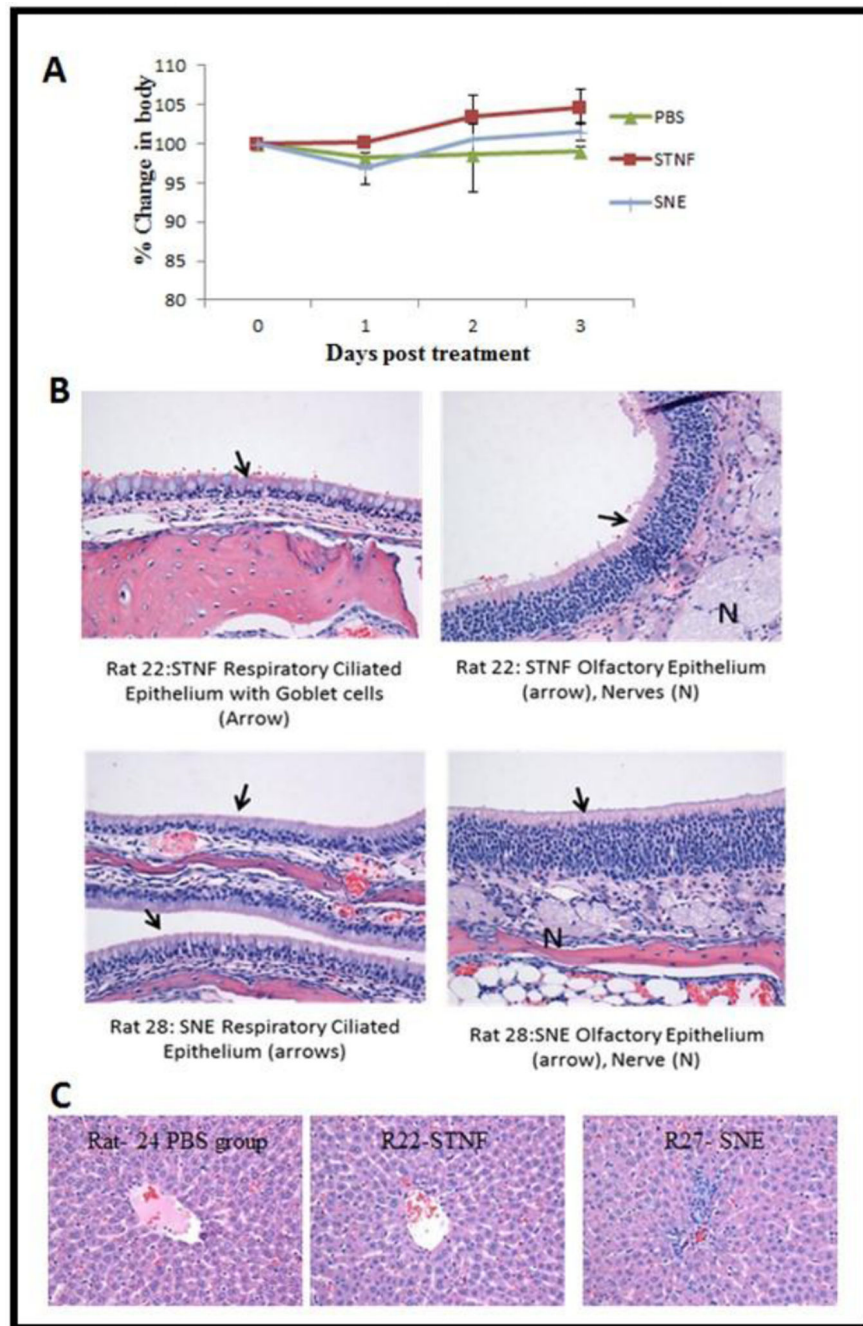 A
110
105
100
95
90
85
80
% Change in body
0 1 2 3
Days post treatment
PBS
STNF
SNE
B
N
Rat 22:STNF Respiratory Ciliated
Epithelium with Goblet cells
(Arrow)
Rat 22: STNF Olfactory Epithelium
(arrow), Nerves (N)
N
Rat 28: SNE Respiratory Ciliated
Epithelium (arrows)
Rat 28:SNE Olfactory Epithelium
(arrow), Nerve (N)
C
Rat- 24 PBS group
R22-STNF
R27- SNE